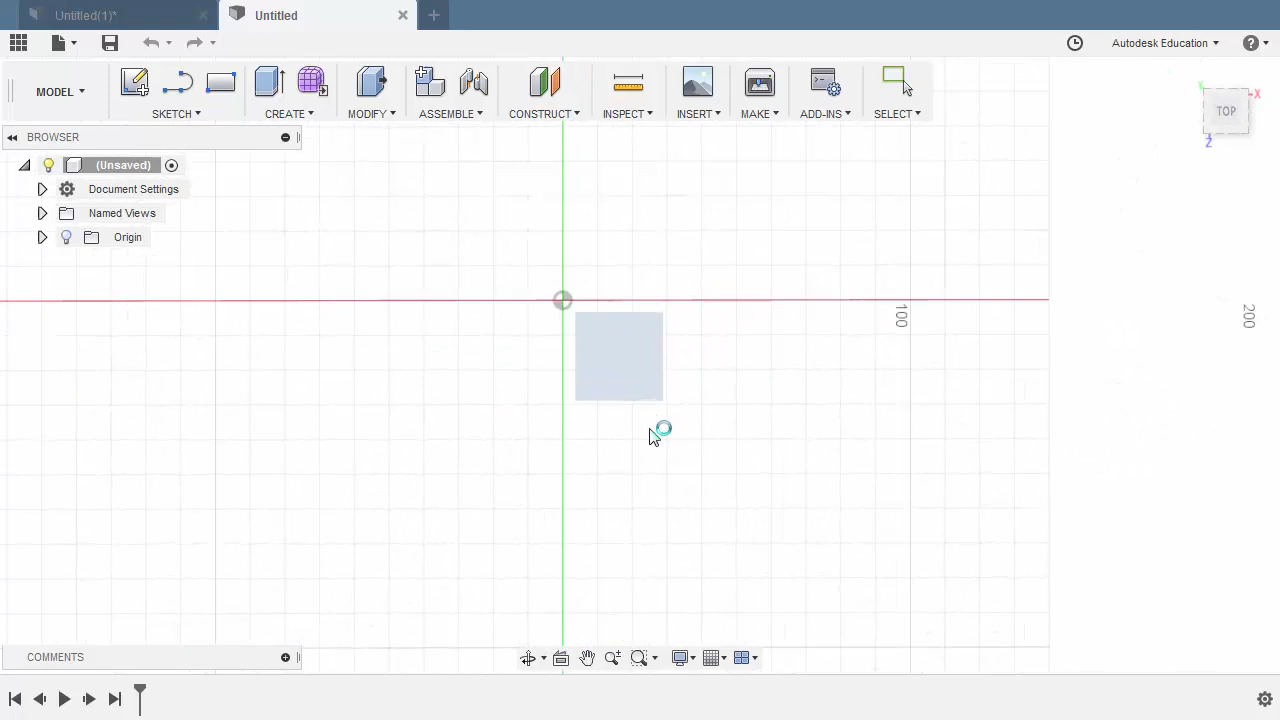 Untitled(1)*
Untitled
Autodesk Education
MODEL
SKETCH
CREATE
MODIFY
ASSEMBLE
CONSTRUCT
INSPECT
INSERT
MAKE
ADD-INS
SELECT
Y
X
TOP
Z
BROWSER
(Unsaved)
Document Settings
Named Views
Origin
100
200
COMMENTS